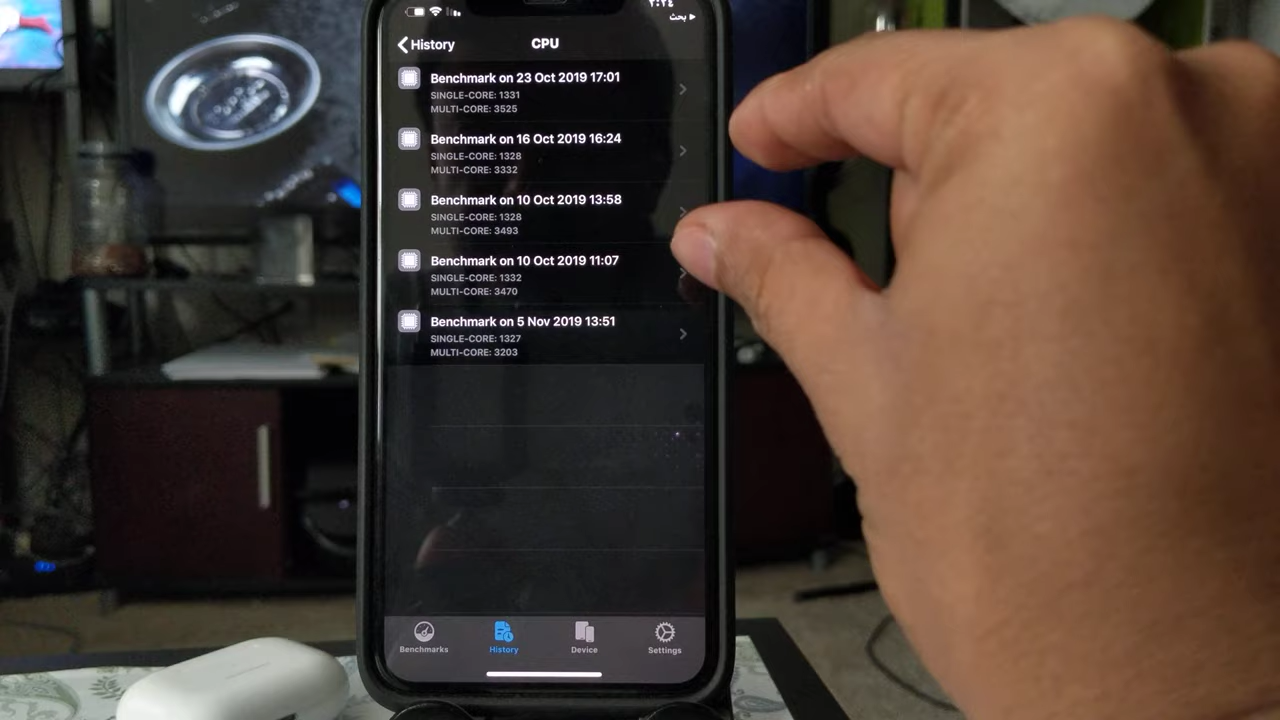 ٢:٢٤
بحث ▸
History
CPU
Benchmark on 23 Oct 2019 17:01
SINGLE-CORE: 1331
MULTI-CORE: 3525
Benchmark on 16 Oct 2019 16:24
SINGLE-CORE: 1328
MULTI-CORE: 3332
Benchmark on 10 Oct 2019 13:58
SINGLE-CORE: 1328
MULTI-CORE: 3493
Benchmark on 10 Oct 2019 11:07
SINGLE-CORE: 1332
MULTI-CORE: 3470
Benchmark on 5 Nov 2019 13:51
SINGLE-CORE: 1327
MULTI-CORE: 3203
Benchmarks
History
Device
Settings